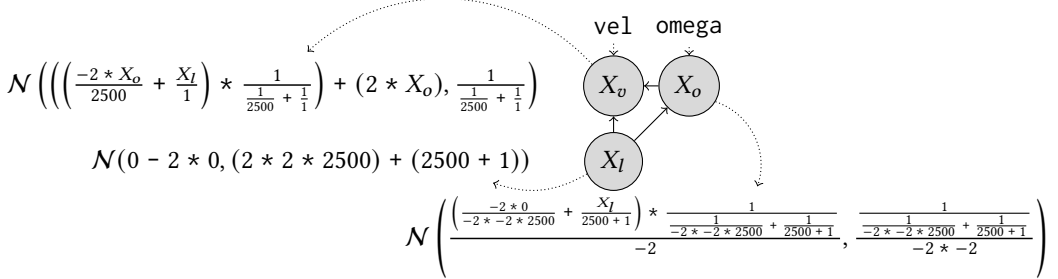 vel omega
𝒩 ( ( ( (-2 * X_o)/2500 + X_l/1 ) * 1/(1/2500 + 1/1) ) + (2 * X_o), 1/(1/2500 + 1/1) )
X_v X_o
𝒩(0 − 2 * 0, (2 * 2 * 2500) + (2500 + 1))
X_l
𝒩 ( ( ( (-2 * 0)/(-2 * -2 * 2500) + X_l/(2500 + 1) ) * 1/(1/(-2 * -2 * 2500) + 1/(2500 + 1)) )/(-2), (1/(1/(-2 * -2 * 2500) + 1/(2500 + 1)))/(-2 * -2) )